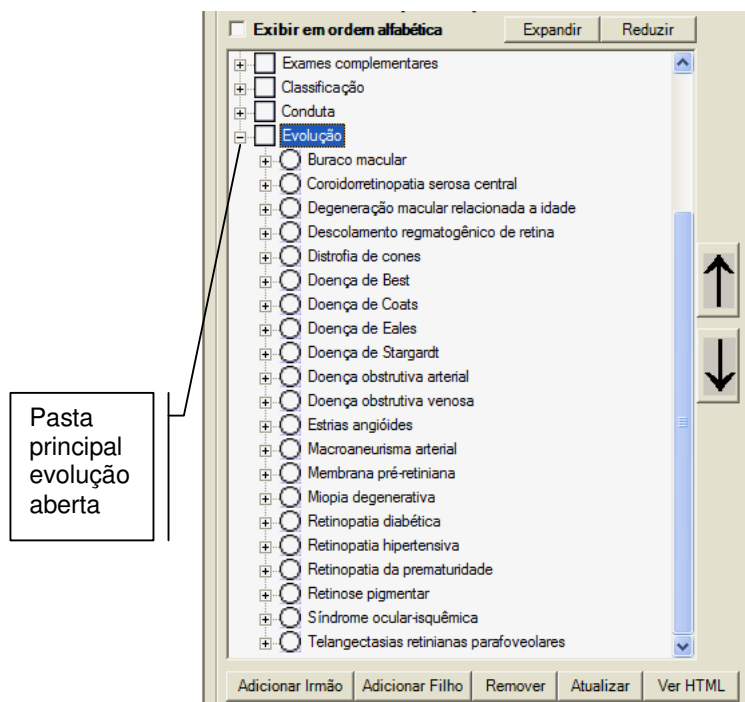 Exibir em ordem alfabética Expandir Reduzir
Exames complementares
Classificação
Conduta
Evolução
Buraco macular
Coroidorretinopatia serosa central
Degeneração macular relacionada a idade
Descolamento regmatogênico de retina
Distrofia de cones
Doença de Best
Doença de Coats
Doença de Eales
Doença de Stargardt
Doença obstrutiva arterial
Doença obstrutiva venosa
Estrias angióides
Macroaneurisma arterial
Membrana pré-retiniana
Miopia degenerativa
Retinopatia diabética
Retinopatia hipertensiva
Retinopatia da prematuridade
Retinose pigmentar
Síndrome ocular-isquêmica
Telangectasias retinianas parafoveolares
Adicionar Irmão Adicionar Filho Remover Atualizar Ver HTML
Pasta
principal
evolução
aberta